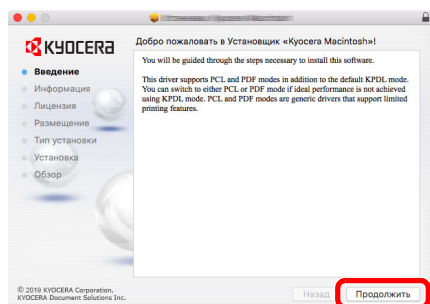 KYOCERA
Добро пожаловать в Установщик «Kyocera Macintosh»!
Введение
Информация
Лицензия
Размещение
Тип установки
Установка
Обзор
You will be guided through the steps necessary to install this software.
This driver supports PCL and PDF modes in addition to the default KPDL mode.
You can switch to either PCL or PDF mode if ideal performance is not achieved
using KPDL mode. PCL and PDF modes are generic drivers that support limited
printing features.
© 2019 KYOCERA Corporation,
KYOCERA Document Solutions Inc.
Назад
Продолжить